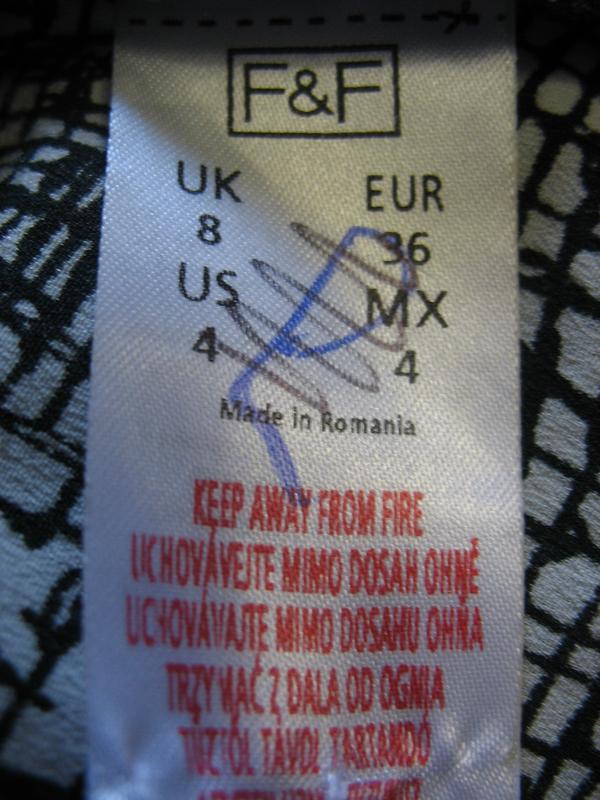 F&F
UK EUR
8 36
US MX
4 4
Made in Romania
KEEP AWAY FROM FIRE
UCHOVÁVEJTE MIMO DOSAH OHNĚ
UCHOVÁVAJTE MIMO DOSAHU OHŇA
TRZYMAĆ Z DALA OD OGNIA
TŰZTŐL TÁVOL TARTANDÓ